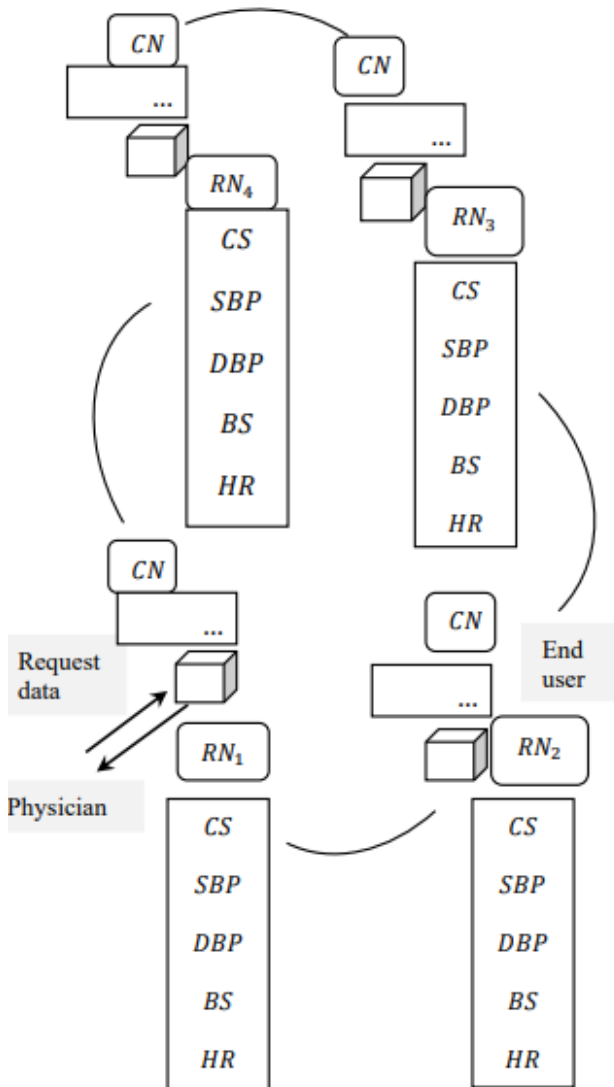 CN
...
RN₄
CS
SBP
DBP
BS
HR
CN
...
RN₃
CS
SBP
DBP
BS
HR
CN
...
Request
data
Physician
RN₁
CS
SBP
DBP
BS
HR
CN
...
End
user
RN₂
CS
SBP
DBP
BS
HR